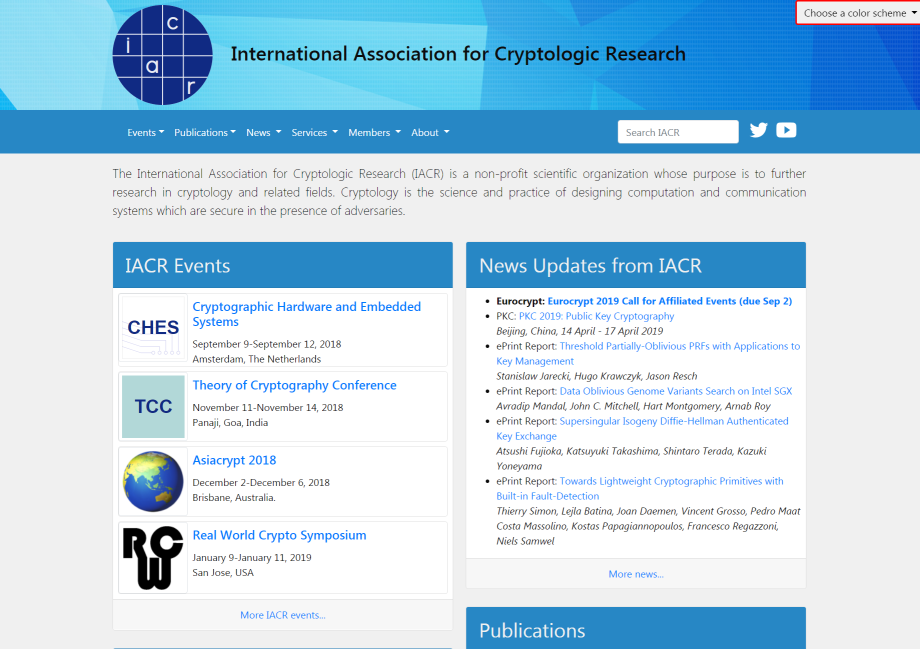 Choose a color scheme
c
i
a
r
International Association for Cryptologic Research
Events Publications News Services Members About
Search IACR
The International Association for Cryptologic Research (IACR) is a non-profit scientific organization whose purpose is to further
research in cryptology and related fields. Cryptology is the science and practice of designing computation and communication
systems which are secure in the presence of adversaries.
IACR Events
CHES
Cryptographic Hardware and Embedded
Systems
September 9-September 12, 2018
Amsterdam, The Netherlands
TCC
Theory of Cryptography Conference
November 11-November 14, 2018
Panaji, Goa, India
Asiacrypt 2018
December 2-December 6, 2018
Brisbane, Australia.
RWC
Real World Crypto Symposium
January 9-January 11, 2019
San Jose, USA
More IACR events...
News Updates from IACR
Eurocrypt: Eurocrypt 2019 Call for Affiliated Events (due Sep 2)
PKC: PKC 2019: Public Key Cryptography
Beijing, China, 14 April - 17 April 2019
ePrint Report: Threshold Partially-Oblivious PRFs with Applications to
Key Management
Stanislaw Jarecki, Hugo Krawczyk, Jason Resch
ePrint Report: Data Oblivious Genome Variants Search on Intel SGX
Avradip Mandal, John C. Mitchell, Hart Montgomery, Arnab Roy
ePrint Report: Supersingular Isogeny Diffie-Hellman Authenticated
Key Exchange
Atsushi Fujioka, Katsuyuki Takashima, Shintaro Terada, Kazuki
Yoneyama
ePrint Report: Towards Lightweight Cryptographic Primitives with
Built-in Fault-Detection
Thierry Simon, Lejla Batina, Joan Daemen, Vincent Grosso, Pedro Maat
Costa Massolino, Kostas Papagiannopoulos, Francesco Regazzoni,
Niels Samwel
More news...
Publications